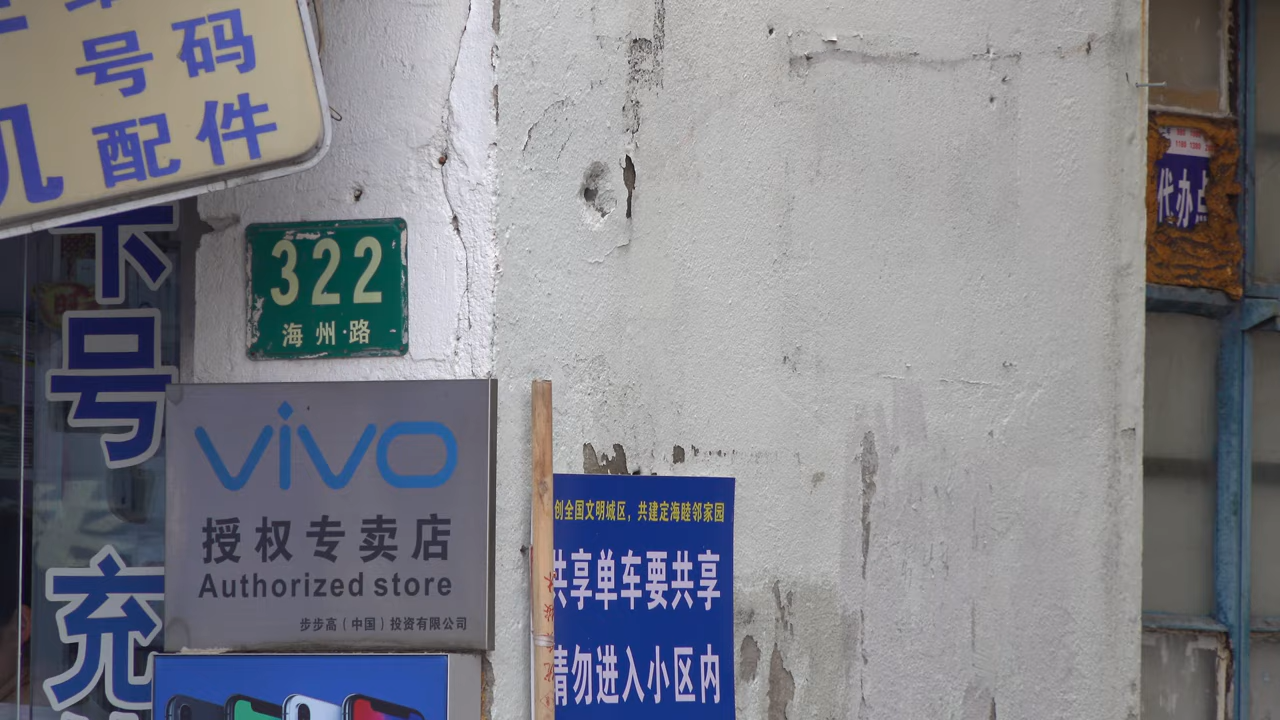 号码
机 配件
卡号
充
322
海州·路
vivo
授权专卖店
Authorized store
步步高（中国）投资有限公司
创全国文明城区，共建定海睦邻家园
共享单车要共享
请勿进入小区内
代办点